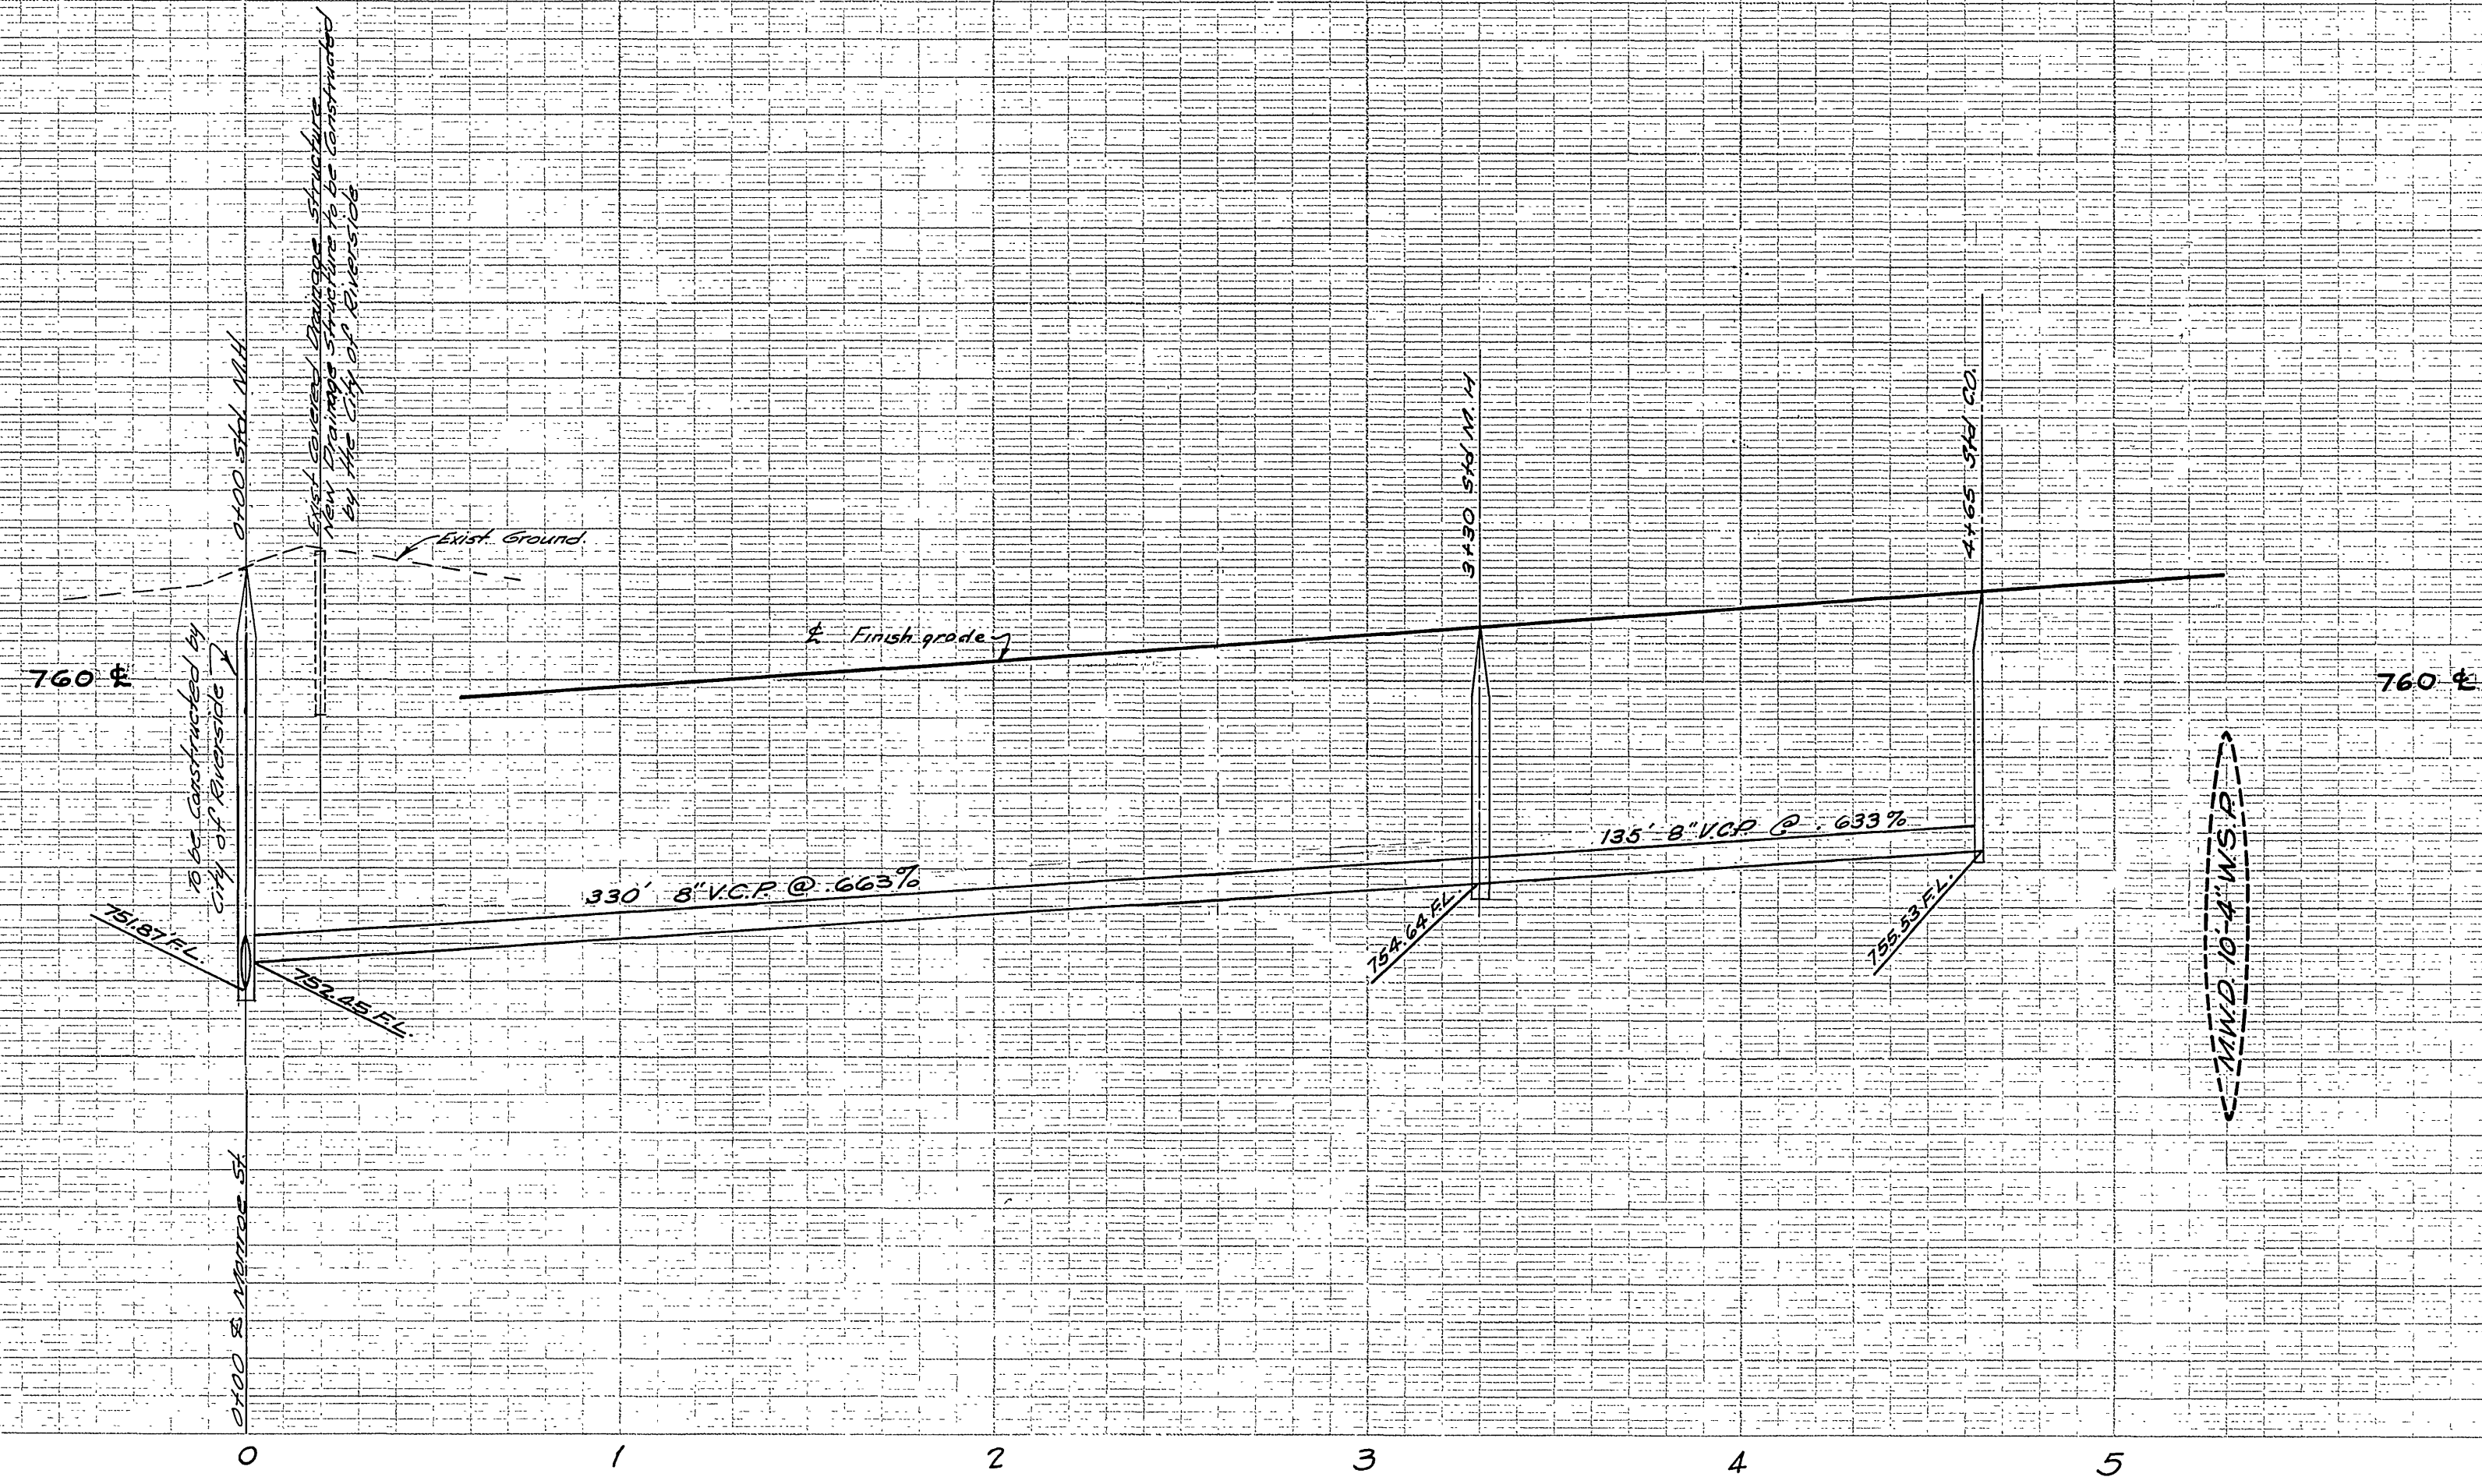 Exist Covered Drainage Structure
New Drainage Structure to be Constructed
by the City of Riverside
0+00 Std. M.H.
3+30 Std M.H
4+65 Std C.O.
Exist. Ground.
℄ Finish grade
760 ℄
760 ℄
To be Constructed by
City of Riverside
135' 8" V.C.P. @ .633%
330' 8" V.C.P. @ .663%
751.87 F.L.
752.45 F.L.
754.64 F.L.
755.53 F.L.
M.W.D. 10'-4" W.S.P.
0+00 ℄ Monroe St.
0 1 2 3 4 5